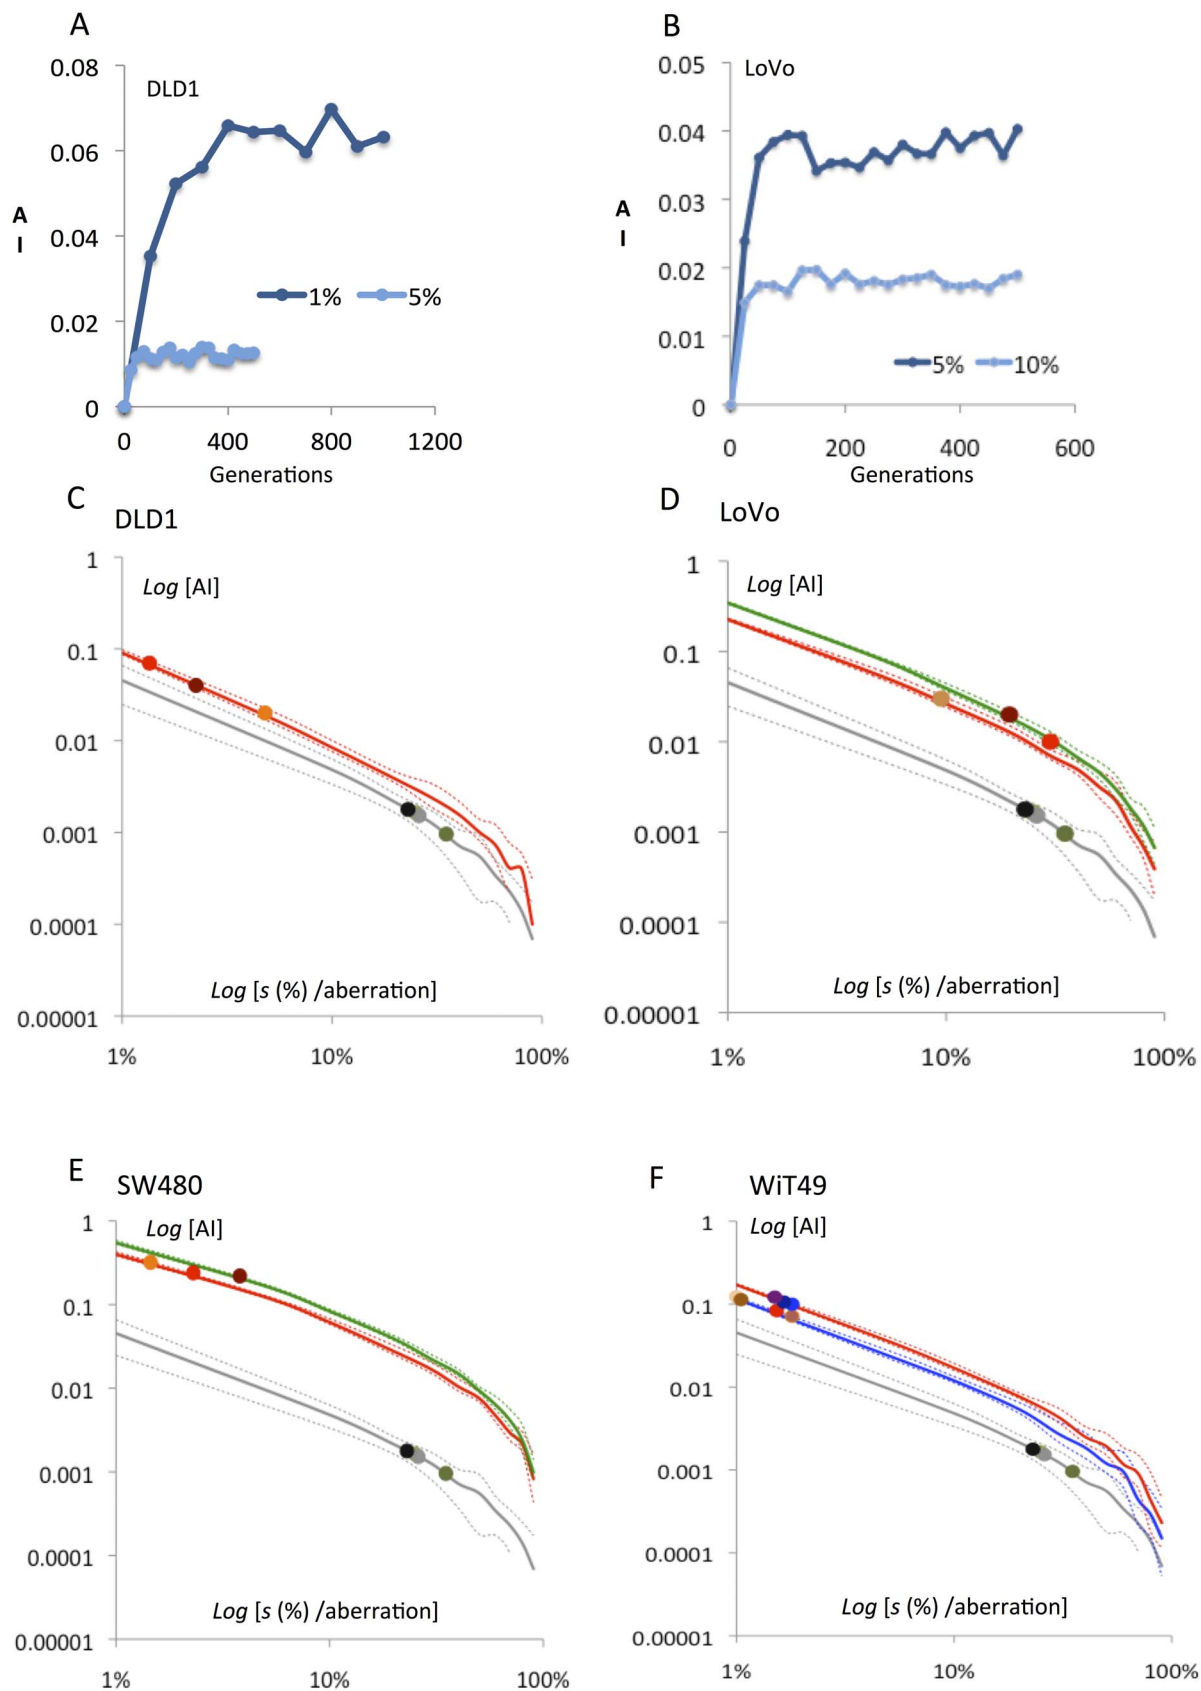 A
DLD1
0.08
0.06
0.04
0.02
0
A
I
1%
5%
0
400
800
1200
Generations
B
LoVo
0.05
0.04
0.03
0.02
0.01
0
A
I
5%
10%
0
200
400
600
Generations
C
DLD1
Log [AI]
1
0.1
0.01
0.001
0.0001
0.00001
Log [s (%) /aberration]
1%
10%
100%
D
LoVo
Log [AI]
1
0.1
0.01
0.001
0.0001
0.00001
Log [s (%) /aberration]
1%
10%
100%
E
SW480
Log [AI]
1
0.1
0.01
0.001
0.0001
0.00001
Log [s (%) /aberration]
1%
10%
100%
F
WiT49
Log [AI]
1
0.1
0.01
0.001
0.0001
0.00001
Log [s (%) /aberration]
1%
10%
100%